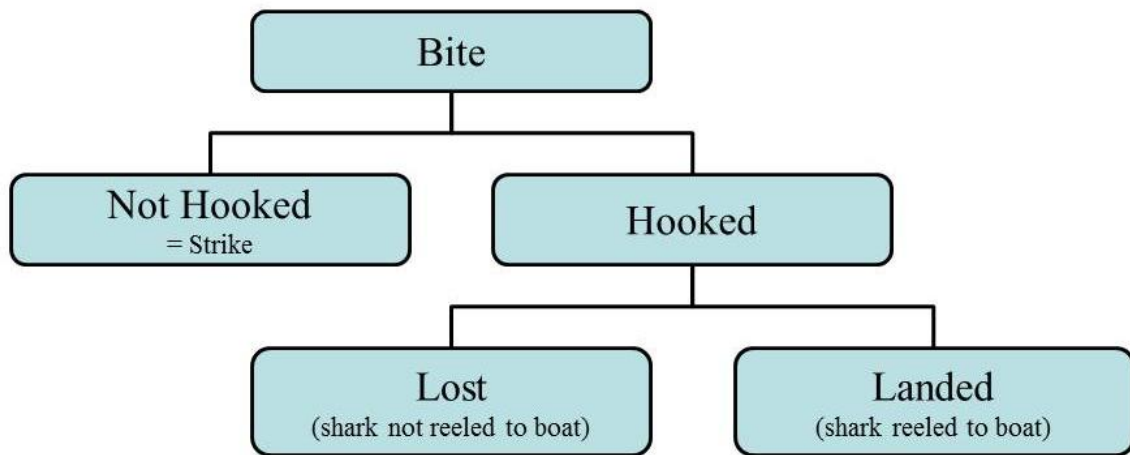 Bite
Not Hooked
= Strike
Hooked
Lost
(shark not reeled to boat)
Landed
(shark reeled to boat)